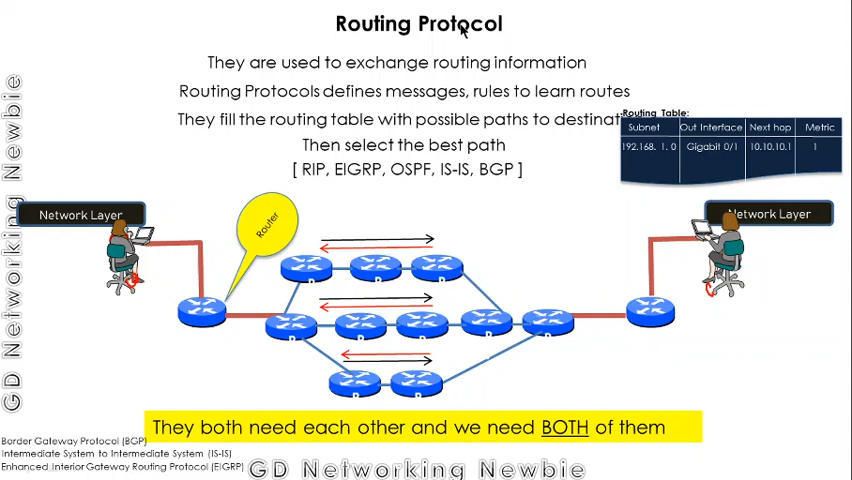 Routing Protocol
They are used to exchange routing information
Routing Protocols defines messages, rules to learn routes
They fill the routing table with possible paths to destinat
Then select the best path
[ RIP, EIGRP, OSPF, IS-IS, BGP ]
Routing Table:
Subnet Out Interface Next hop Metric
192.168. 1. 0 Gigabit 0/1 10.10.10.1 1
Network Layer
Router
Network Layer
They both need each other and we need BOTH of them
Border Gateway Protocol (BGP)
Intermediate System to Intermediate System (IS-IS)
Enhanced Interior Gateway Routing Protocol (EIGRP)
GD Networking Newbie
GD Networking Newbie